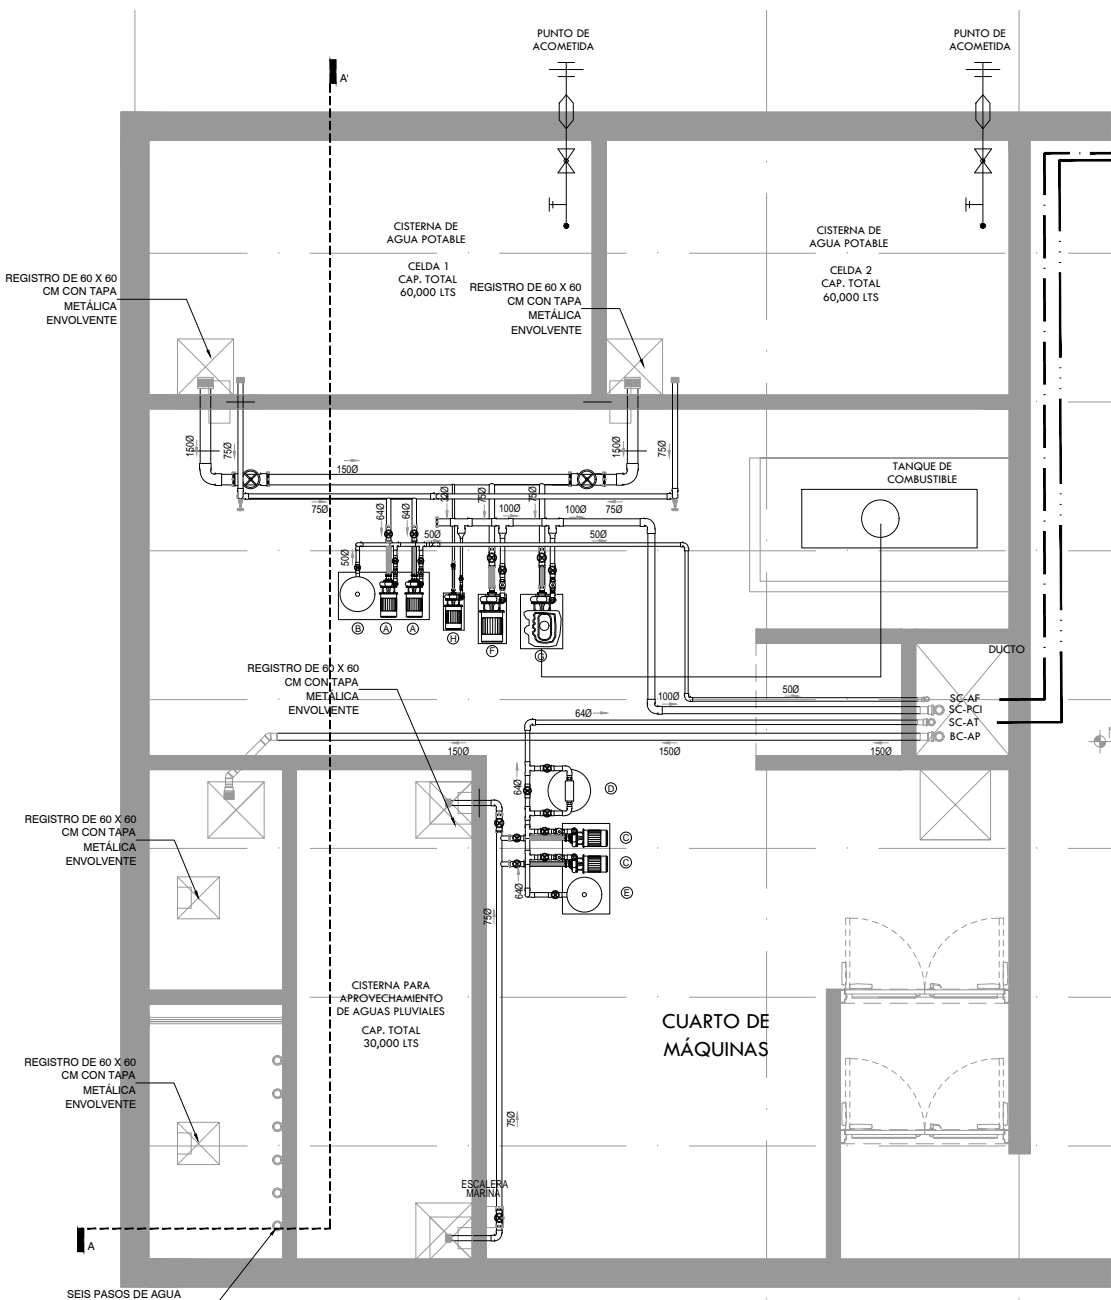 PUNTO DE
ACOMETIDA
PUNTO DE
ACOMETIDA
A'
CISTERNA DE
AGUA POTABLE
CELDA 1
CAP. TOTAL
60,000 LTS
CISTERNA DE
AGUA POTABLE
CELDA 2
CAP. TOTAL
60,000 LTS
REGISTRO DE 60 X 60
CM CON TAPA
METÁLICA
ENVOLVENTE
REGISTRO DE 60 X 60
CM CON TAPA
METÁLICA
ENVOLVENTE
150Ø
75Ø
150Ø
150Ø
75Ø
TANQUE DE
COMBUSTIBLE
75Ø
64Ø
64Ø
75Ø
75Ø
100Ø
100Ø
75Ø
50Ø
50Ø
50Ø
B
A
A
H
F
G
DUCTO
REGISTRO DE 60 X 60
CM CON TAPA
METÁLICA
ENVOLVENTE
50Ø
100Ø
64Ø
SC-AF
SC-PCI
SC-AT
BC-AP
150Ø
150Ø
150Ø
64Ø
D
C
C
E
64Ø
75Ø
REGISTRO DE 60 X 60
CM CON TAPA
METÁLICA
ENVOLVENTE
CISTERNA PARA
APROVECHAMIENTO
DE AGUAS PLUVIALES
CAP. TOTAL
30,000 LTS
CUARTO DE
MÁQUINAS
REGISTRO DE 60 X 60
CM CON TAPA
METÁLICA
ENVOLVENTE
75Ø
ESCALERA
MARINA
A
SEIS PASOS DE AGUA